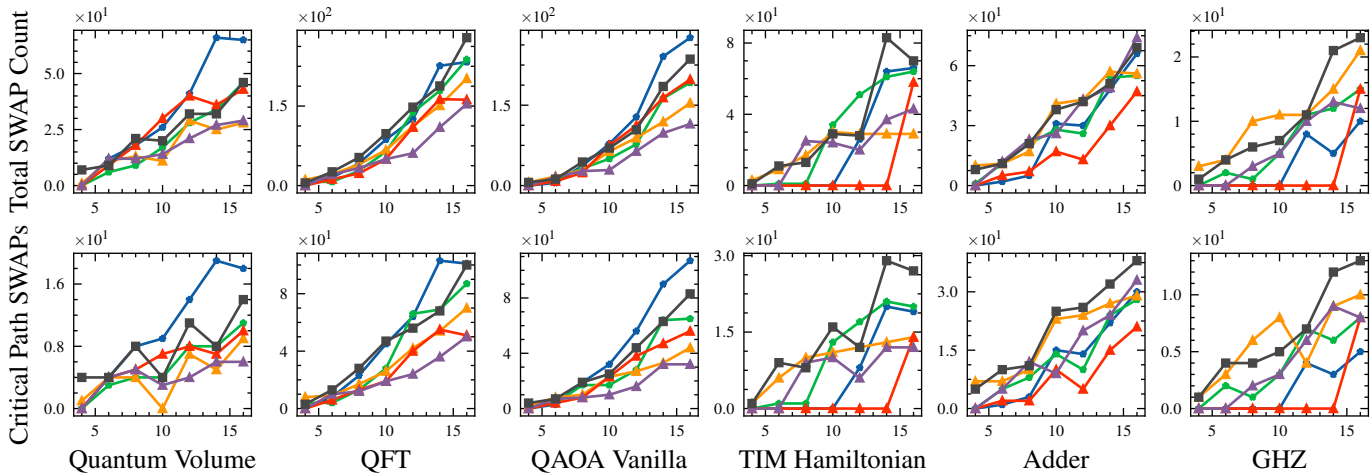 ×10¹ ×10² ×10² ×10¹ ×10¹ ×10¹
Total SWAP Count
5.0 2.5 0.0
1.5 0.0
1.5 0.0
8 4 0
6 3 0
2 1 0
5 10 15 5 10 15 5 10 15 5 10 15 5 10 15 5 10 15
×10¹ ×10¹ ×10¹ ×10¹ ×10¹ ×10¹
Critical Path SWAPs
1.6 0.8 0.0
8 4 0
8 4 0
3.0 1.5 0.0
3.0 1.5 0.0
1.0 0.5 0.0
5 10 15 5 10 15 5 10 15 5 10 15 5 10 15 5 10 15
Quantum Volume QFT QAOA Vanilla TIM Hamiltonian Adder GHZ